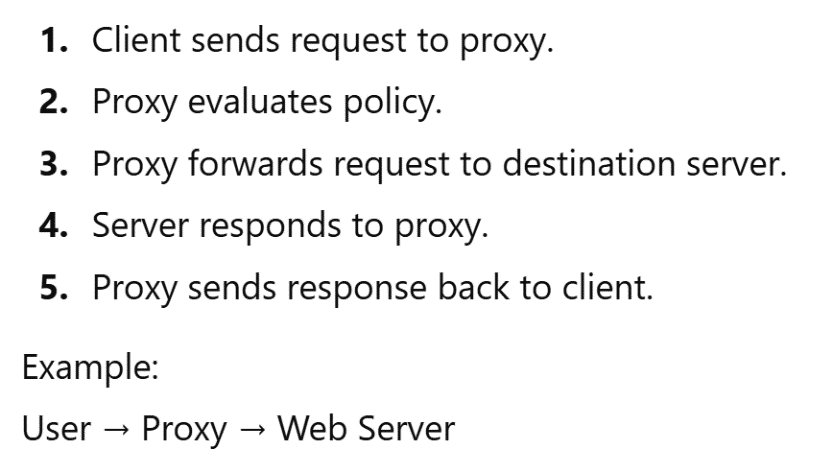 1. Client sends request to proxy.
2. Proxy evaluates policy.
3. Proxy forwards request to destination server.
4. Server responds to proxy.
5. Proxy sends response back to client.
Example:
User → Proxy → Web Server